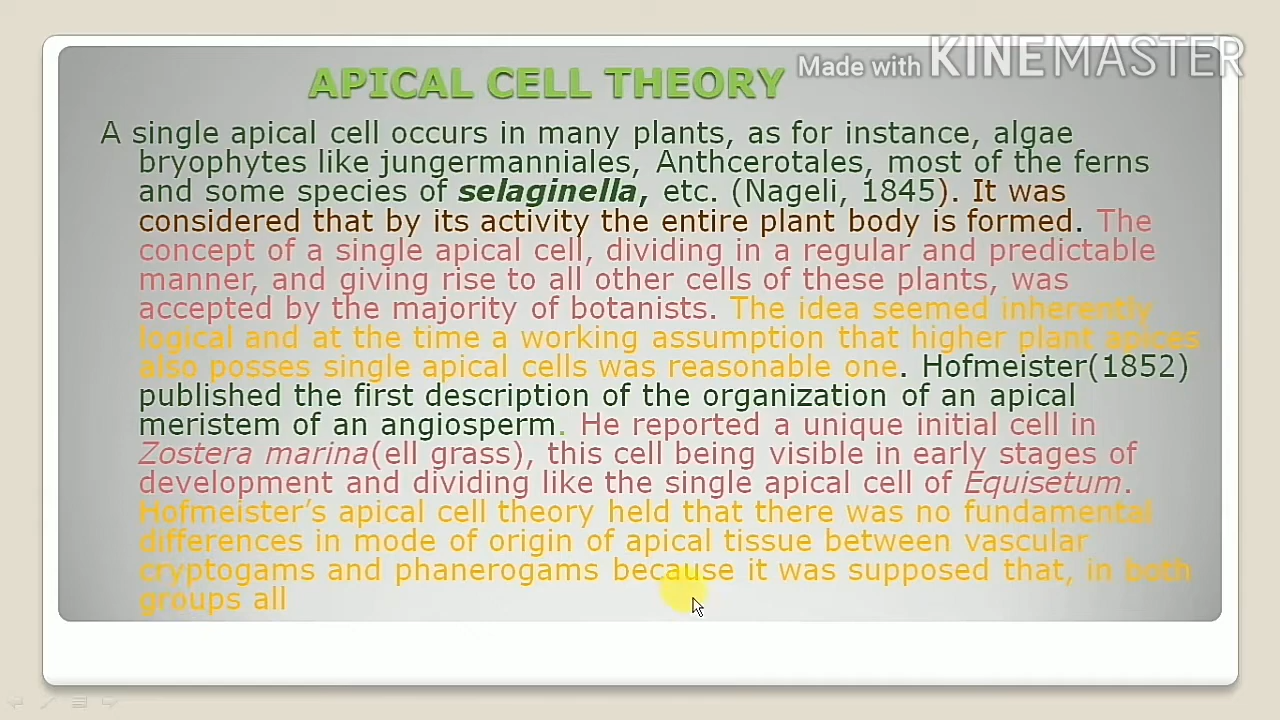 Made with KINEMASTER
APICAL CELL THEORY
A single apical cell occurs in many plants, as for instance, algae
bryophytes like jungermanniales, Anthcerotales, most of the ferns
and some species of selaginella, etc. (Nageli, 1845). It was
considered that by its activity the entire plant body is formed. The
concept of a single apical cell, dividing in a regular and predictable
manner, and giving rise to all other cells of these plants, was
accepted by the majority of botanists. The idea seemed inherently
logical and at the time a working assumption that higher plant apices
also posses single apical cells was reasonable one. Hofmeister(1852)
published the first description of the organization of an apical
meristem of an angiosperm. He reported a unique initial cell in
Zostera marina(ell grass), this cell being visible in early stages of
development and dividing like the single apical cell of Equisetum.
Hofmeister’s apical cell theory held that there was no fundamental
differences in mode of origin of apical tissue between vascular
cryptogams and phanerogams because it was supposed that, in both
groups all